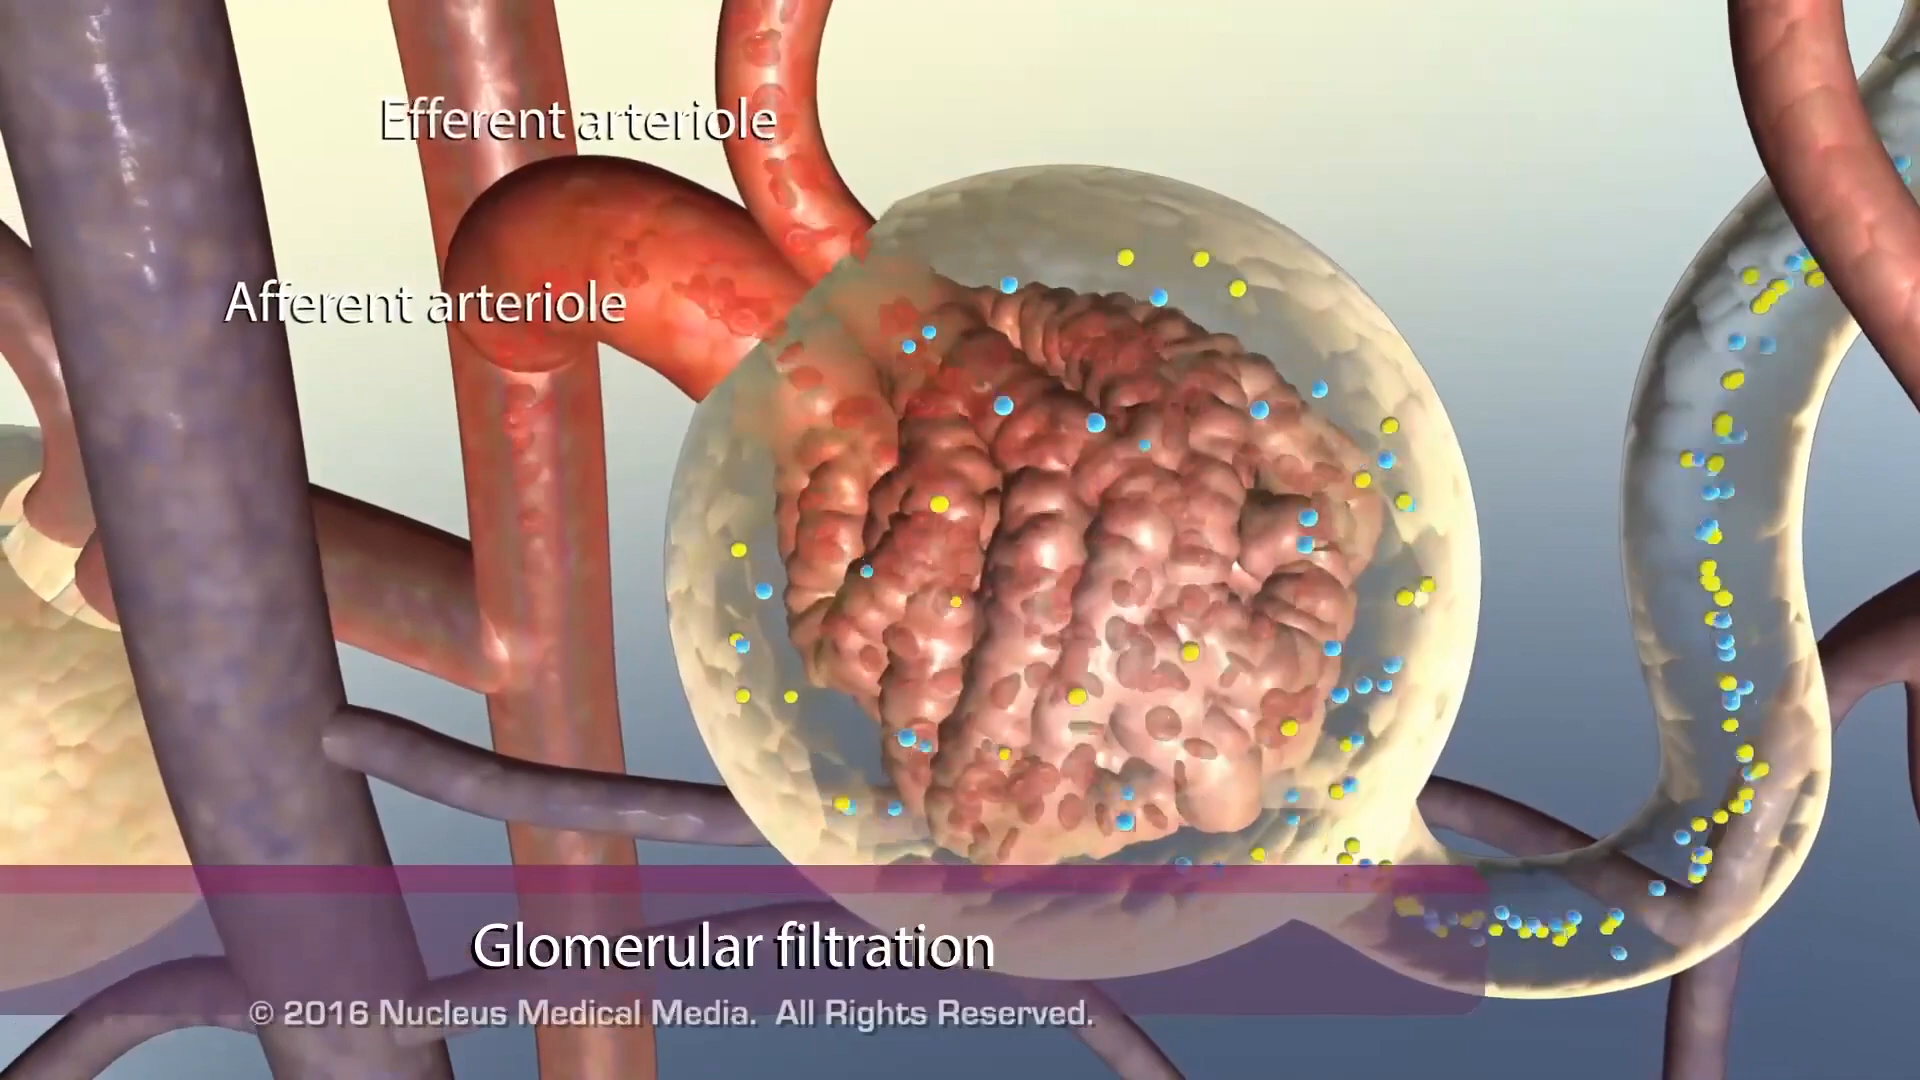 Efferent arteriole
Afferent arteriole
Glomerular filtration
© 2016 Nucleus Medical Media. All Rights Reserved.